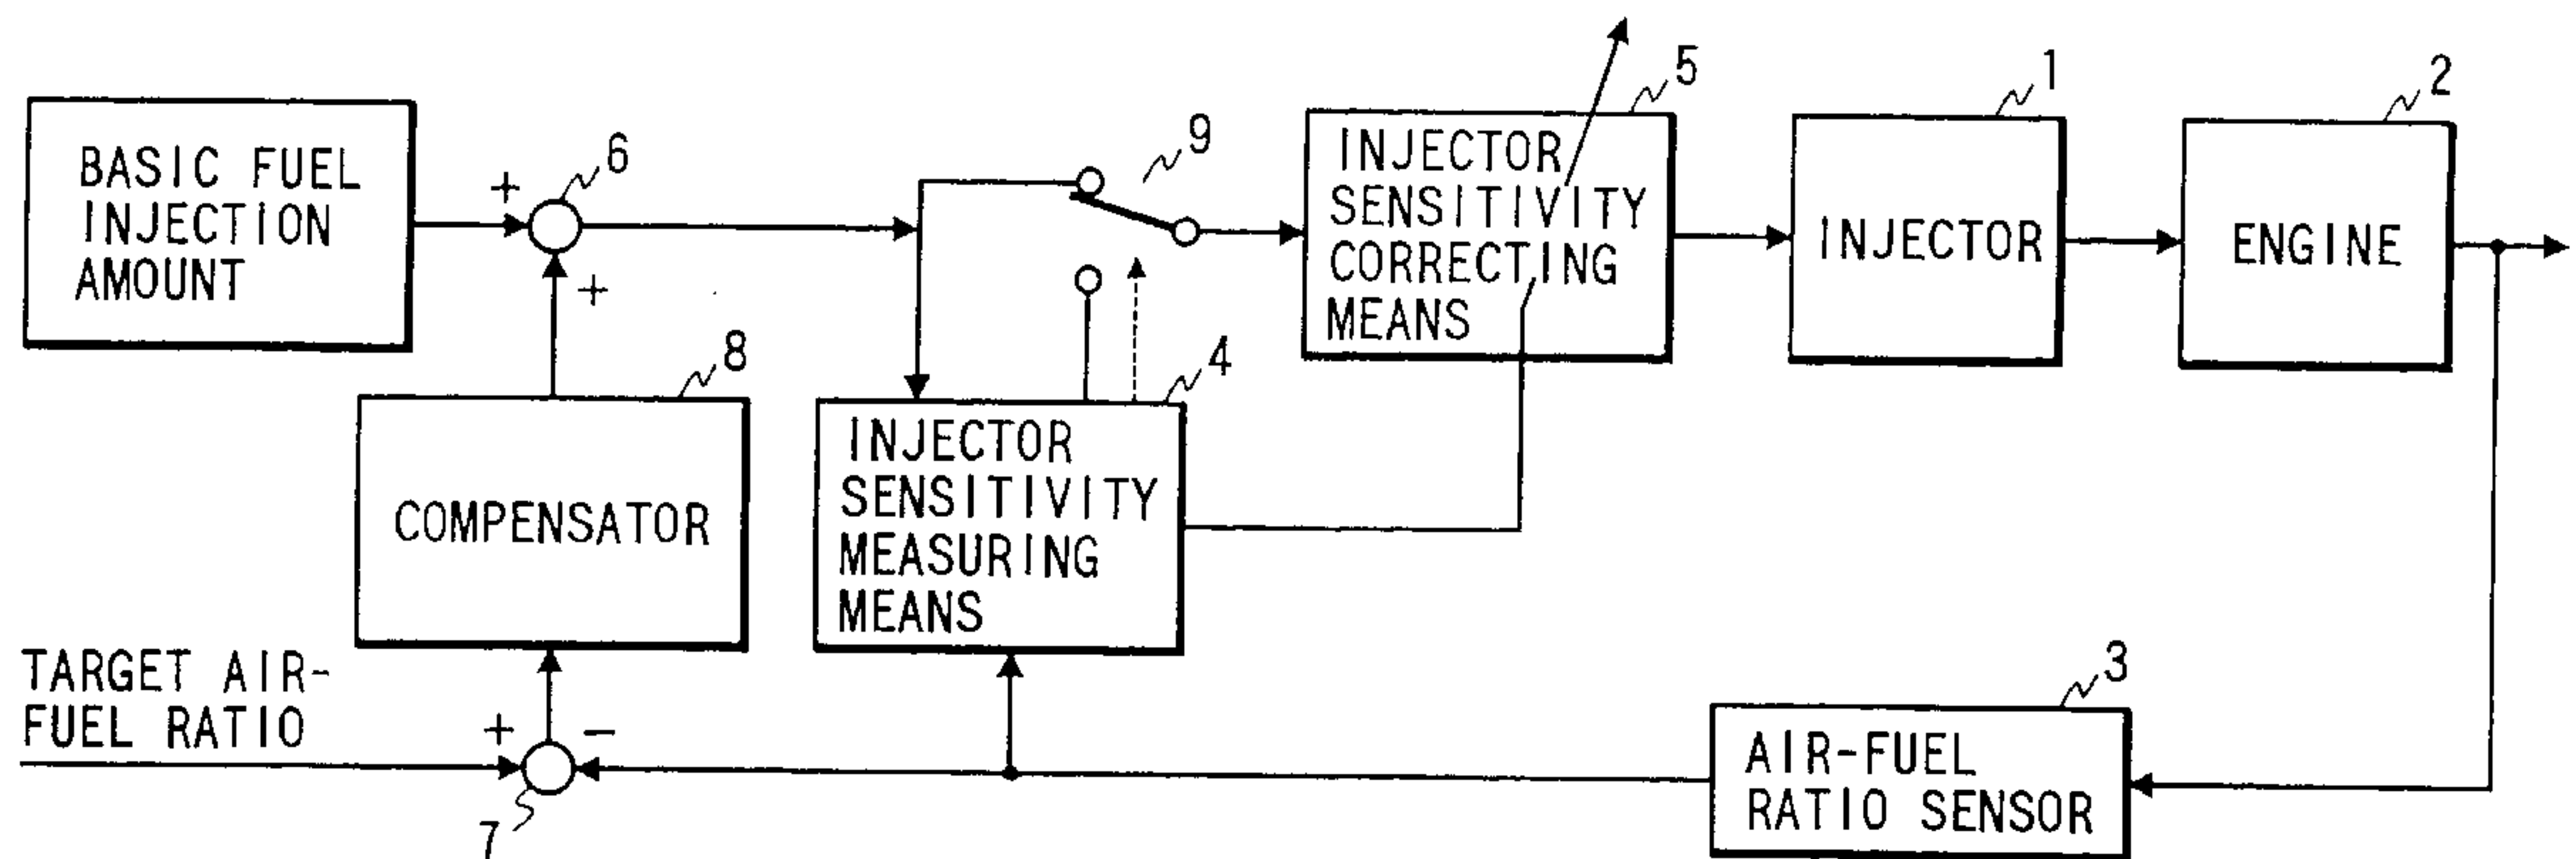 BASIC FUEL
INJECTION
AMOUNT
+
6
+
9
INJECTOR
SENSITIVITY
CORRECTING
MEANS
5
INJECTOR
1
ENGINE
2
COMPENSATOR
8
INJECTOR
SENSITIVITY
MEASURING
MEANS
4
TARGET AIR-
FUEL RATIO
+
−
7
AIR-FUEL
RATIO SENSOR
3